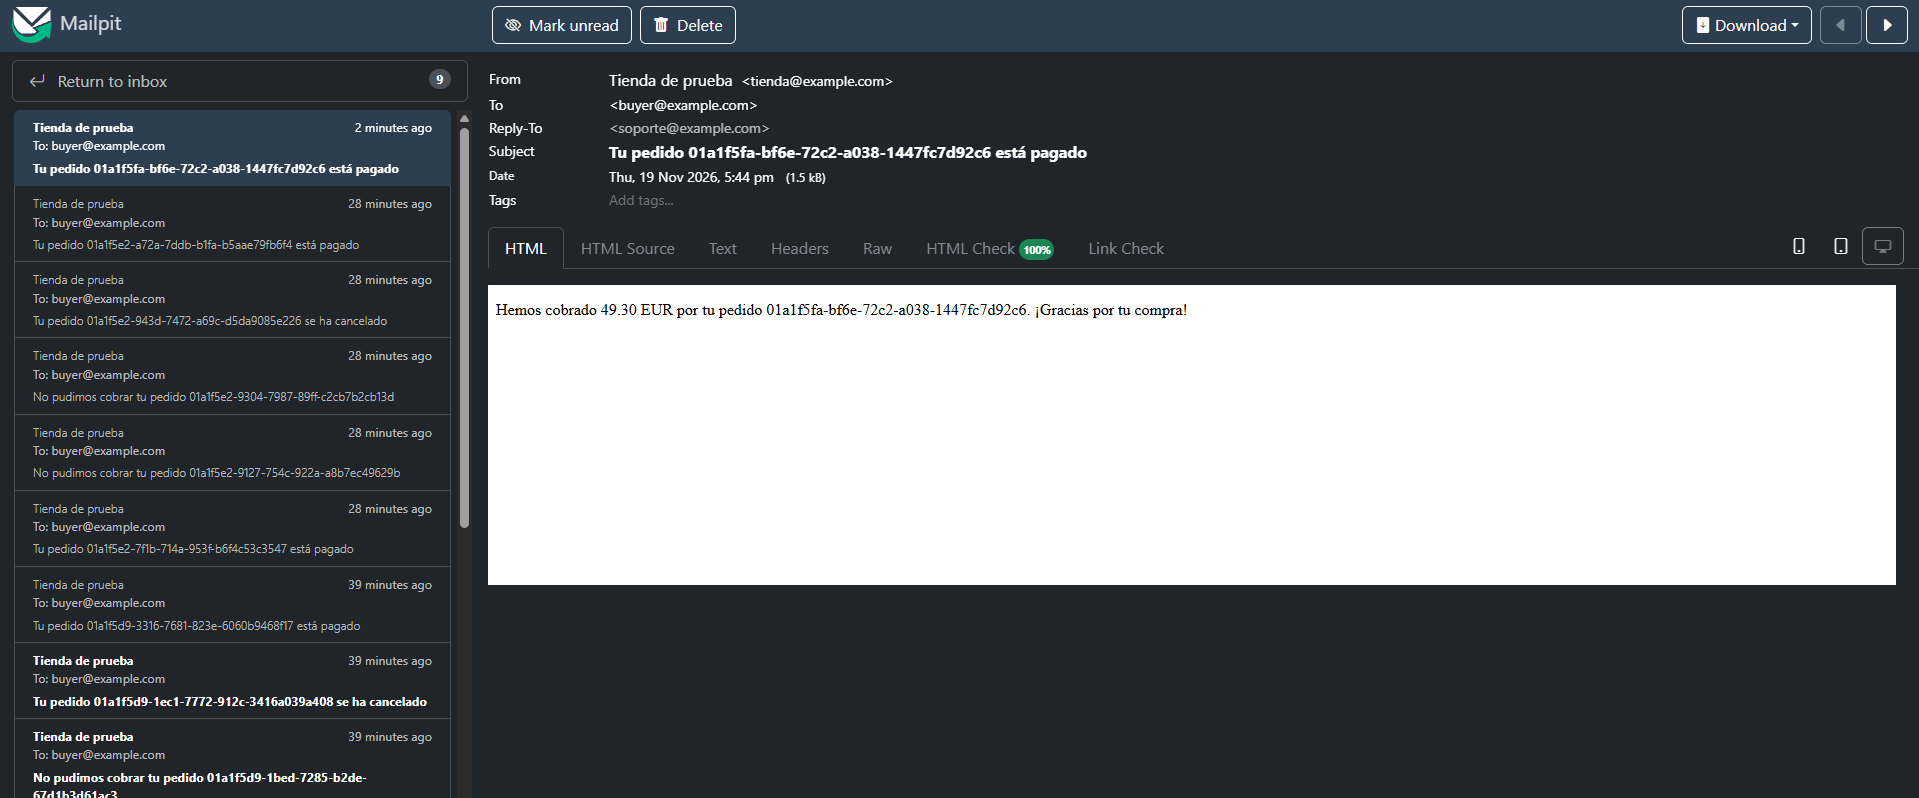 Mailpit
Mark unread
Delete
Download
Return to inbox
9
Tienda de prueba
2 minutes ago
To: buyer@example.com
Tu pedido 01a1f5fa-bf6e-72c2-a038-1447fc7d92c6 está pagado
Tienda de prueba
28 minutes ago
To: buyer@example.com
Tu pedido 01a1f5e2-a72a-7ddb-b1fa-b5aae79fb6f4 está pagado
Tienda de prueba
28 minutes ago
To: buyer@example.com
Tu pedido 01a1f5e2-943d-7472-a69c-d5da9085e226 se ha cancelado
Tienda de prueba
28 minutes ago
To: buyer@example.com
No pudimos cobrar tu pedido 01a1f5e2-9304-7987-89ff-c2cb7b2cb13d
Tienda de prueba
28 minutes ago
To: buyer@example.com
No pudimos cobrar tu pedido 01a1f5e2-9127-754c-922a-a8b7ec49629b
Tienda de prueba
28 minutes ago
To: buyer@example.com
Tu pedido 01a1f5e2-7f1b-714a-953f-b6f4c53c3547 está pagado
Tienda de prueba
39 minutes ago
To: buyer@example.com
Tu pedido 01a1f5d9-3316-7681-823e-6060b9468f17 está pagado
Tienda de prueba
39 minutes ago
To: buyer@example.com
Tu pedido 01a1f5d9-1ec1-7772-912c-3416a039a408 se ha cancelado
Tienda de prueba
39 minutes ago
To: buyer@example.com
No pudimos cobrar tu pedido 01a1f5d9-1bed-7285-b2de-
67d1b3d61ac3
From
Tienda de prueba <tienda@example.com>
To
<buyer@example.com>
Reply-To
<soporte@example.com>
Subject
Tu pedido 01a1f5fa-bf6e-72c2-a038-1447fc7d92c6 está pagado
Date
Thu, 19 Nov 2026, 5:44 pm (1.5 kB)
Tags
Add tags...
HTML
HTML Source
Text
Headers
Raw
HTML Check 100%
Link Check
Hemos cobrado 49.30 EUR por tu pedido 01a1f5fa-bf6e-72c2-a038-1447fc7d92c6. ¡Gracias por tu compra!